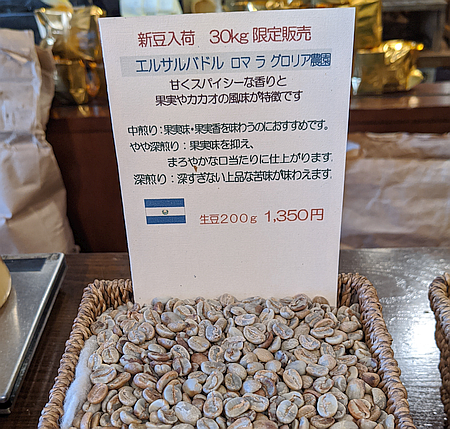 新豆入荷 30kg限定販売
エルサルバドル ロマ ラ グロリア農園
甘くスパイシーな香りと
果実やカカオの風味が特徴です
中煎り：果実味・果実香を味わうのにおすすめです。
やや深煎り：果実味を抑え、
まろやかな口当たりに仕上がります
深煎り：深すぎない上品な苦味が味わえます
生豆200g 1,350円